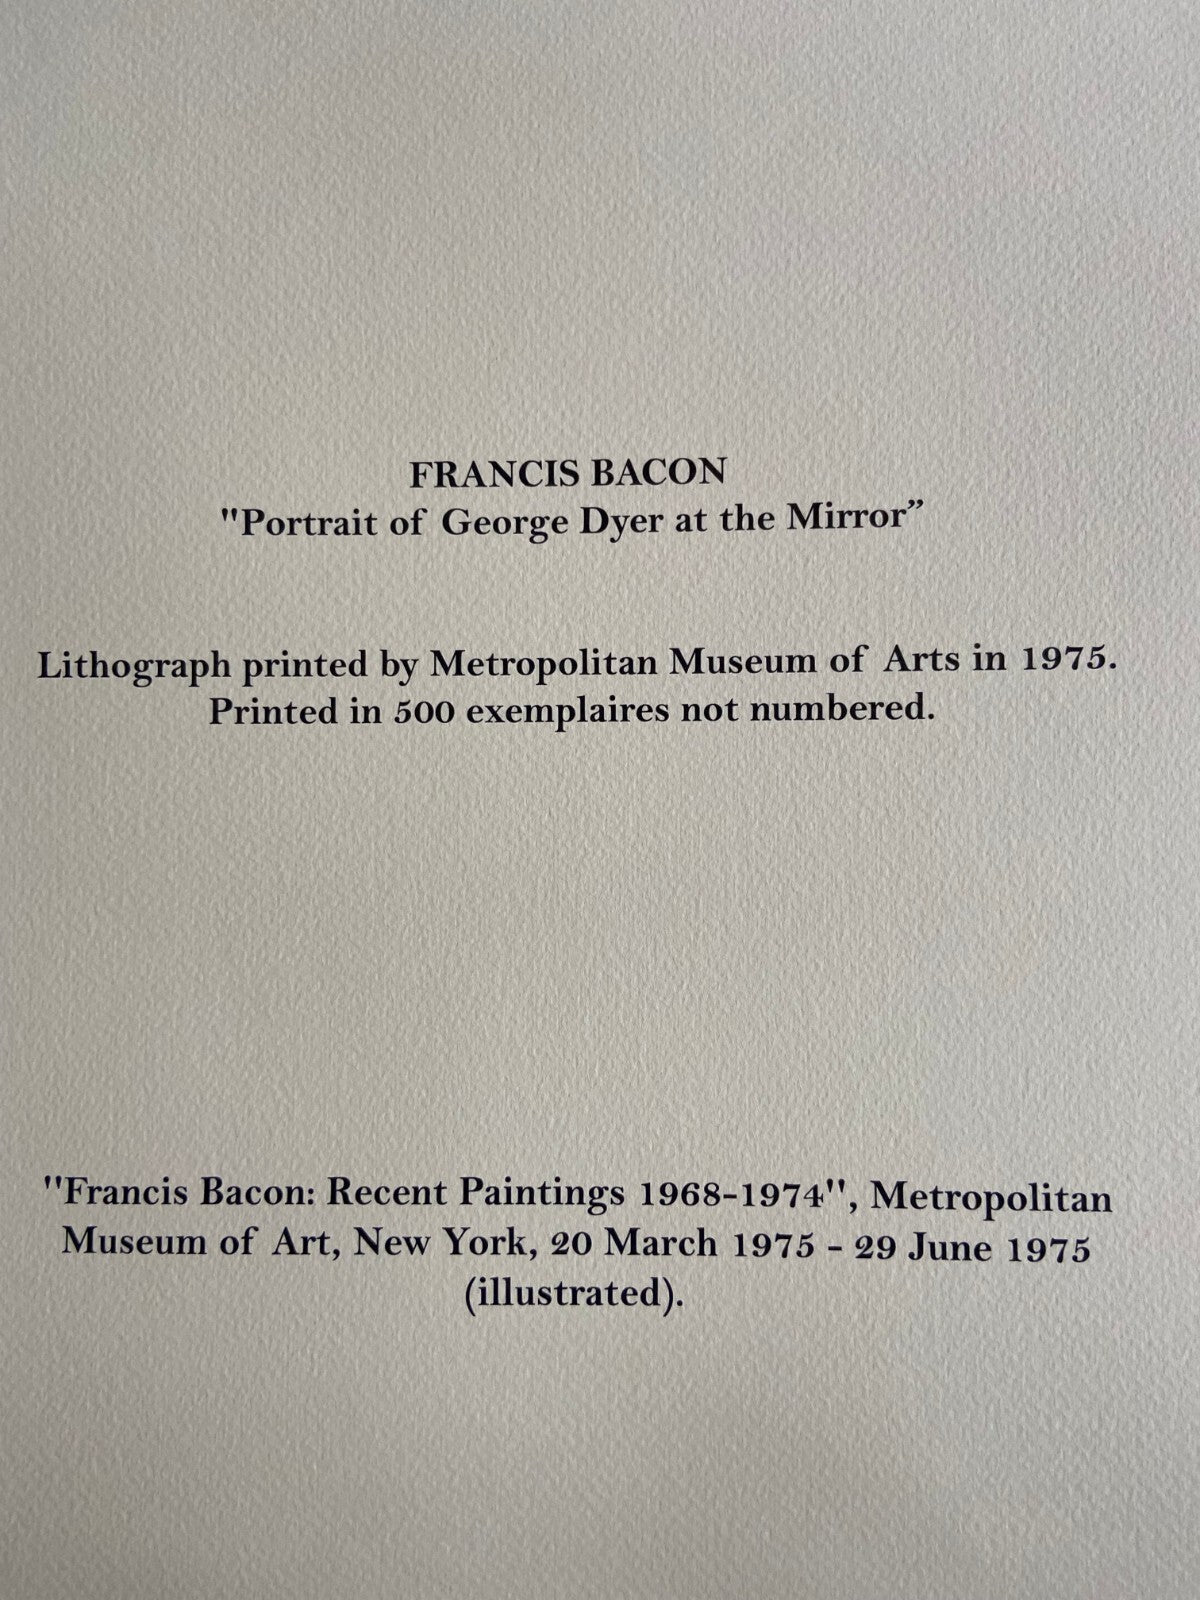 FRANCIS BACON
"Portrait of George Dyer at the Mirror”
Lithograph printed by Metropolitan Museum of Arts in 1975.
Printed in 500 exemplaires not numbered.
"Francis Bacon: Recent Paintings 1968-1974", Metropolitan
Museum of Art, New York, 20 March 1975 - 29 June 1975
(illustrated).